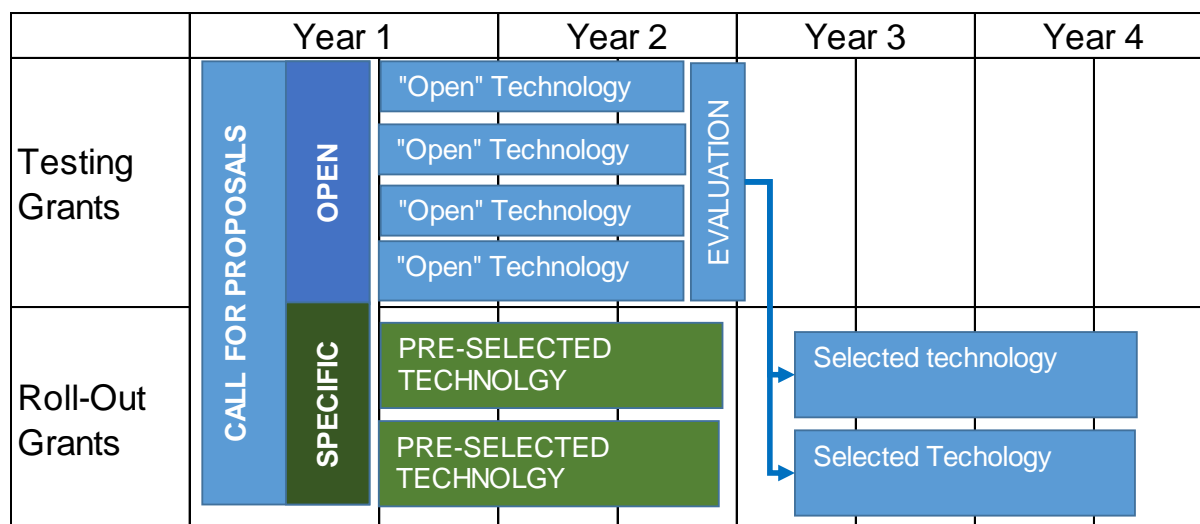 Year 1
Year 2
Year 3
Year 4
Testing
Grants
CALL FOR PROPOSALS
OPEN
"Open" Technology
"Open" Technology
"Open" Technology
"Open" Technology
EVALUATION
Roll-Out
Grants
SPECIFIC
PRE-SELECTED
TECHNOLGY
PRE-SELECTED
TECHNOLGY
Selected technology
Selected Techology